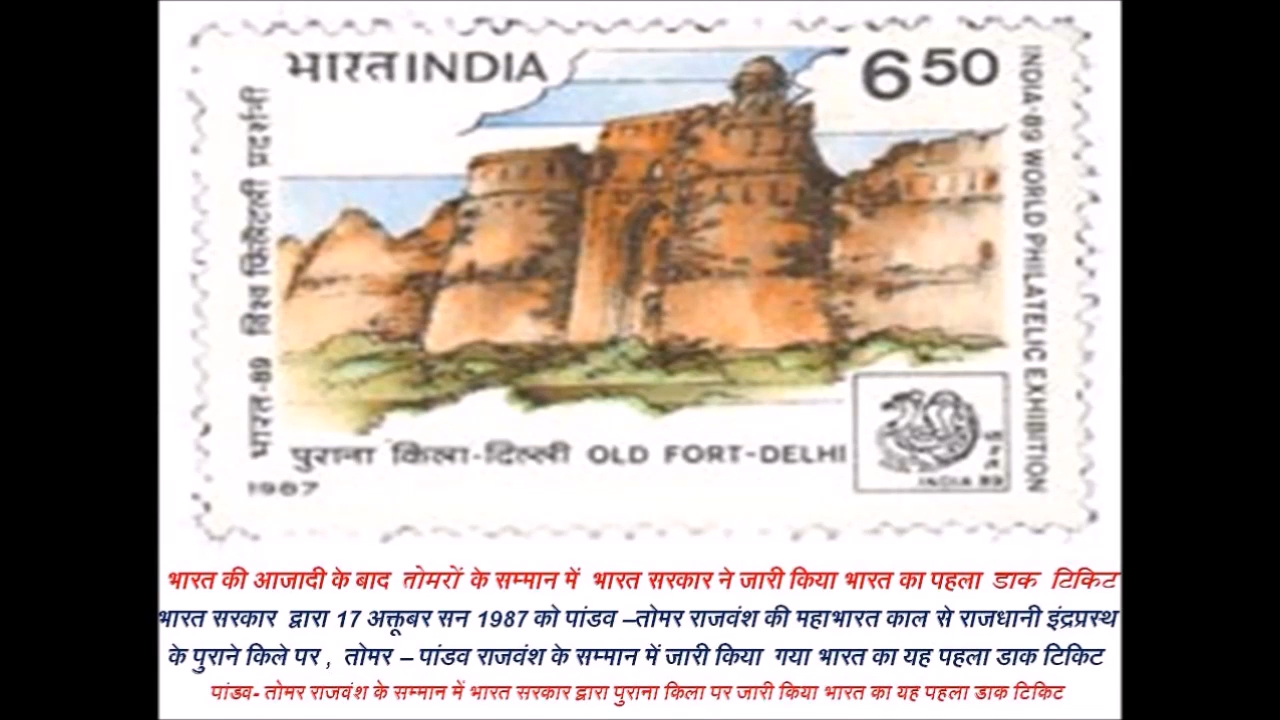 भारत INDIA
6 50
भारत-89 विश्व फिलेटली प्रदर्शनी
INDIA-89 WORLD PHILATELIC EXHIBITION
पुराना किला-दिल्ली OLD FORT-DELHI
1987
INDIA 89
भारत की आजादी के बाद तोमरों के सम्मान में भारत सरकार ने जारी किया भारत का पहला डाक टिकिट
भारत सरकार द्वारा 17 अक्तूबर सन 1987 को पांडव –तोमर राजवंश की महाभारत काल से राजधानी इंद्रप्रस्थ
के पुराने किले पर , तोमर – पांडव राजवंश के सम्मान में जारी किया गया भारत का यह पहला डाक टिकिट
पांडव- तोमर राजवंश के सम्मान में भारत सरकार द्वारा पुराना किला पर जारी किया भारत का यह पहला डाक टिकिट